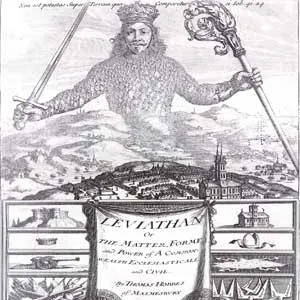 Non est potestas Super Terram quae Comparetur ei Iob. 41. 24
LEVIATHAN
Or
THE MATTER, FORME
and POWER of A COMMON-
WEALTH ECCLESIASTICALL
and CIVIL.
By THOMAS HOBBES
of MALMESBURY